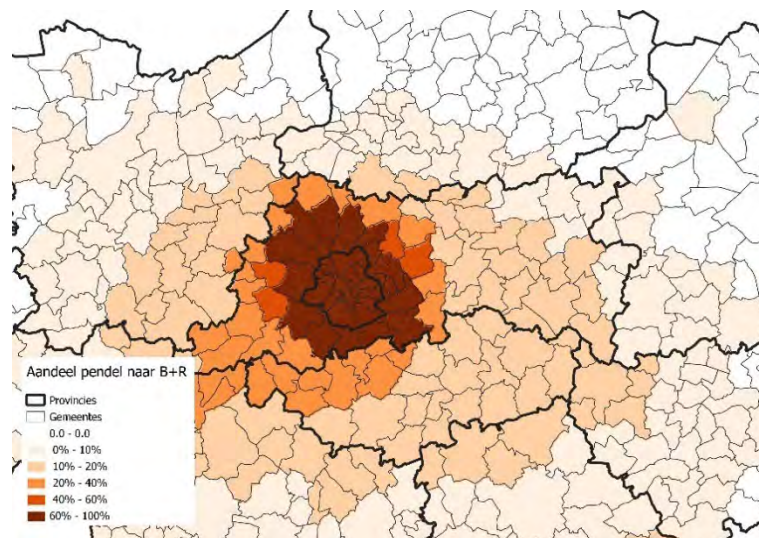 Aandeel pendel naar B+R
Provincies
Gemeentes
0.0 - 0.0
0% - 10%
10% - 20%
20% - 40%
40% - 60%
60% - 100%